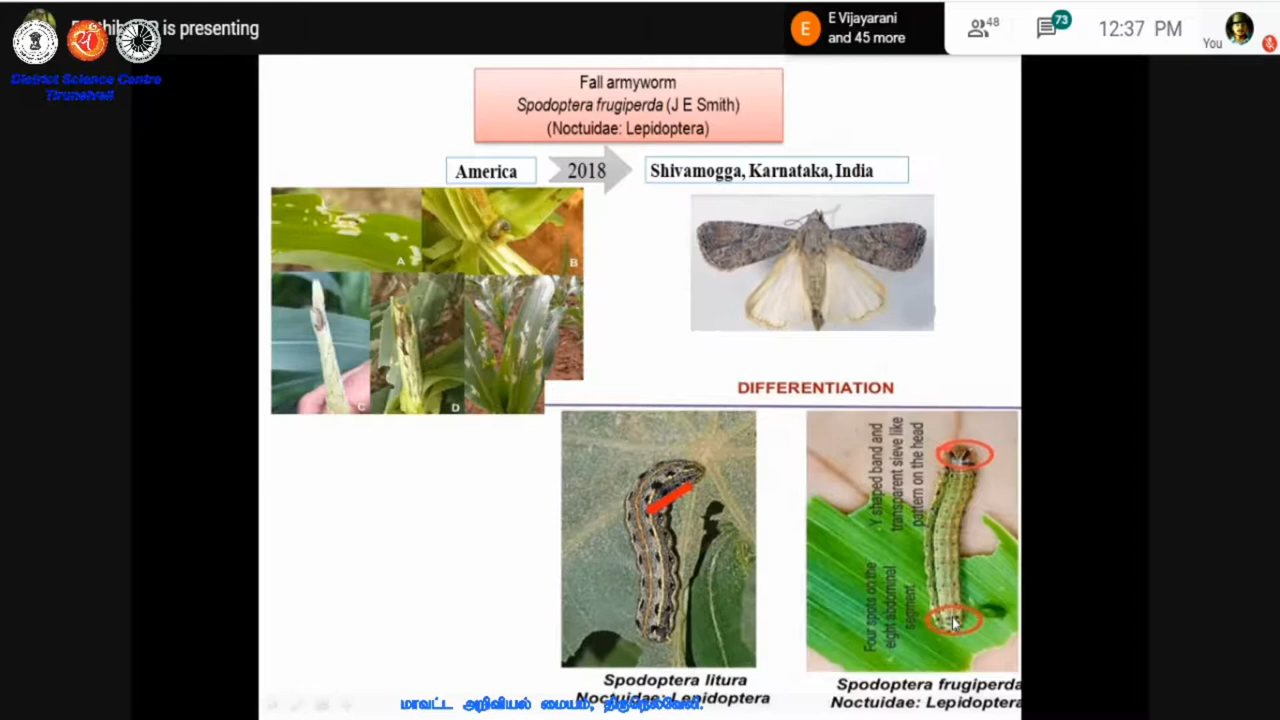 is presenting
E Vijayarani
and 45 more
48
73
12:37 PM
You
E
District Science Centre
Tirunelveli
Fall armyworm
Spodoptera frugiperda (J E Smith)
(Noctuidae: Lepidoptera)
America
2018
Shivamogga, Karnataka, India
A
B
C
D
DIFFERENTIATION
Y shaped band and
transparent sieve like
pattern on the head
Four spots on the
eight abdominal
segment
Spodoptera litura
Noctuidae: Lepidoptera
Spodoptera frugiperda
Noctuidae: Lepidoptera
மாவட்ட அறிவியல் மையம், திருநெல்வேலி.